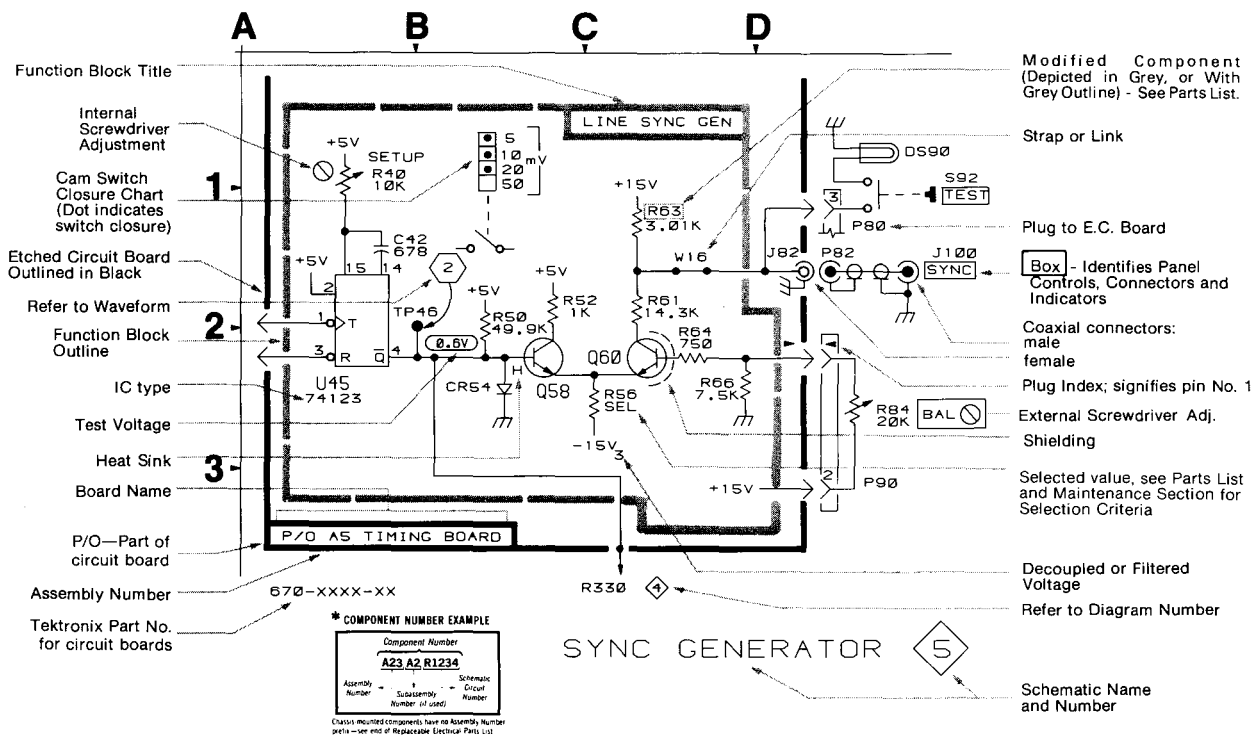 A B C D
Function Block Title
Internal
Screwdriver
Adjustment
Cam Switch
Closure Chart
(Dot indicates
switch closure)
Etched Circuit Board
Outlined in Black
Refer to Waveform
Function Block
Outline
IC type
Test Voltage
Heat Sink
Board Name
P/O—Part of
circuit board
Assembly Number
Tektronix Part No.
for circuit boards
1
2
3
LINE SYNC GEN
+5V
SETUP
R40
10K
5
10
20
50
mV
C42
678
15 14
+5V
2
2
1
T
3
R
Q
4
U45
74123
TP46
0.6V
+5V
R50
49.9K
CR54
H
+5V
R52
1K
Q58
Q60
R56
SEL
-15V
3
+15V
R63
3.01K
W16
R61
14.3K
R64
750
R66
7.5K
+15V
3
DS90
S92
TEST
P80
J82
P82
J100
SYNC
R84
20K
BAL
2
P90
P/O A5 TIMING BOARD
670-XXXX-XX
R330
4
SYNC GENERATOR 5
* COMPONENT NUMBER EXAMPLE
Component Number
A23 A2 R1234
Assembly
Number
Subassembly
Number (if used)
Schematic
Circuit
Number
Chassis-mounted components have no Assembly Number
prefix—see end of Replaceable Electrical Parts List
Modified Component
(Depicted in Grey, or With
Grey Outline) - See Parts List.
Strap or Link
Plug to E.C. Board
Box - Identifies Panel
Controls, Connectors and
Indicators
Coaxial connectors:
male
female
Plug Index; signifies pin No. 1
External Screwdriver Adj.
Shielding
Selected value, see Parts List
and Maintenance Section for
Selection Criteria
Decoupled or Filtered
Voltage
Refer to Diagram Number
Schematic Name
and Number